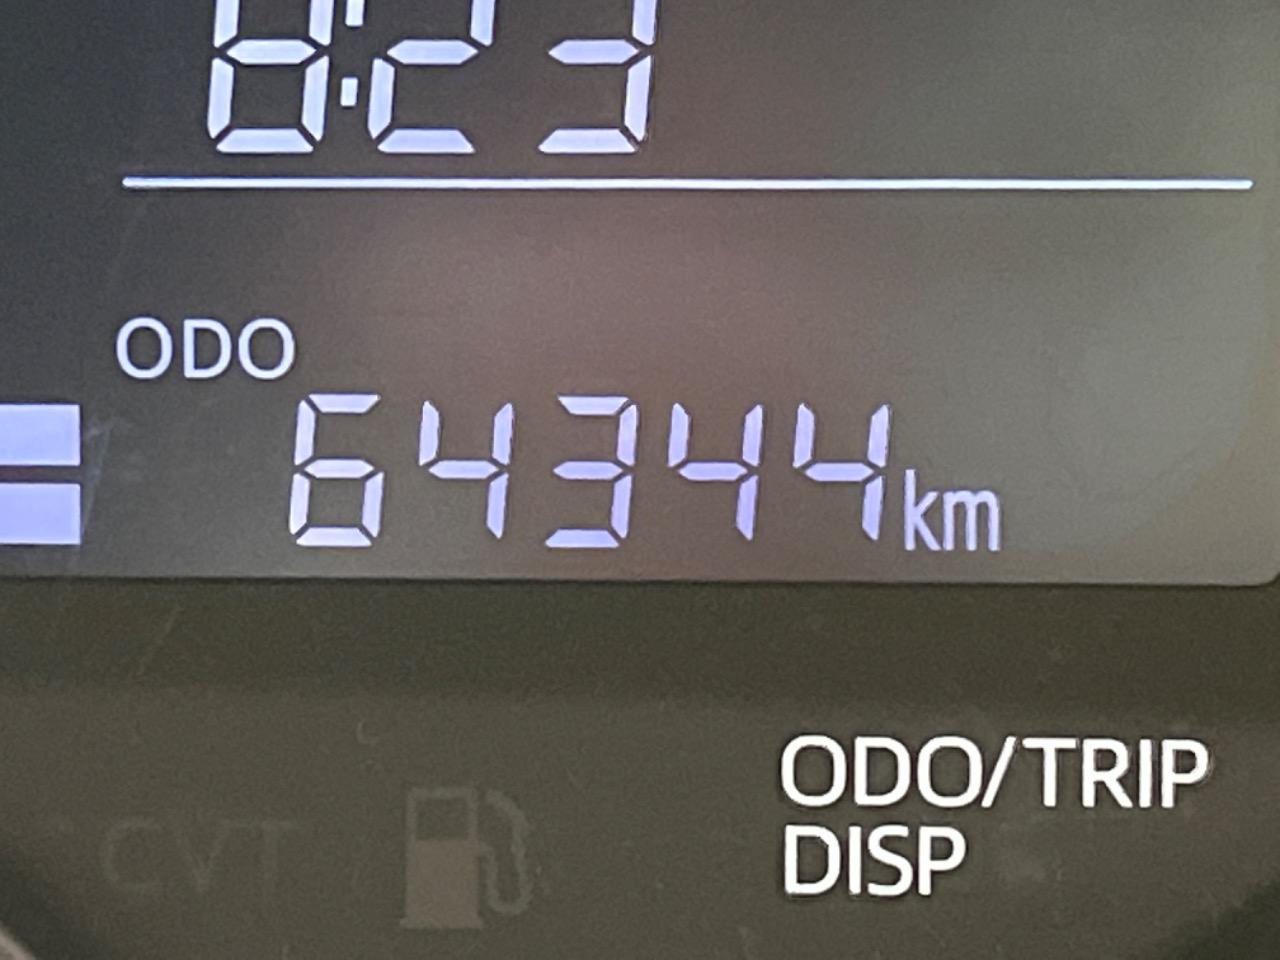 8:23
ODO
64344km
ODO/TRIP
DISP
CVT